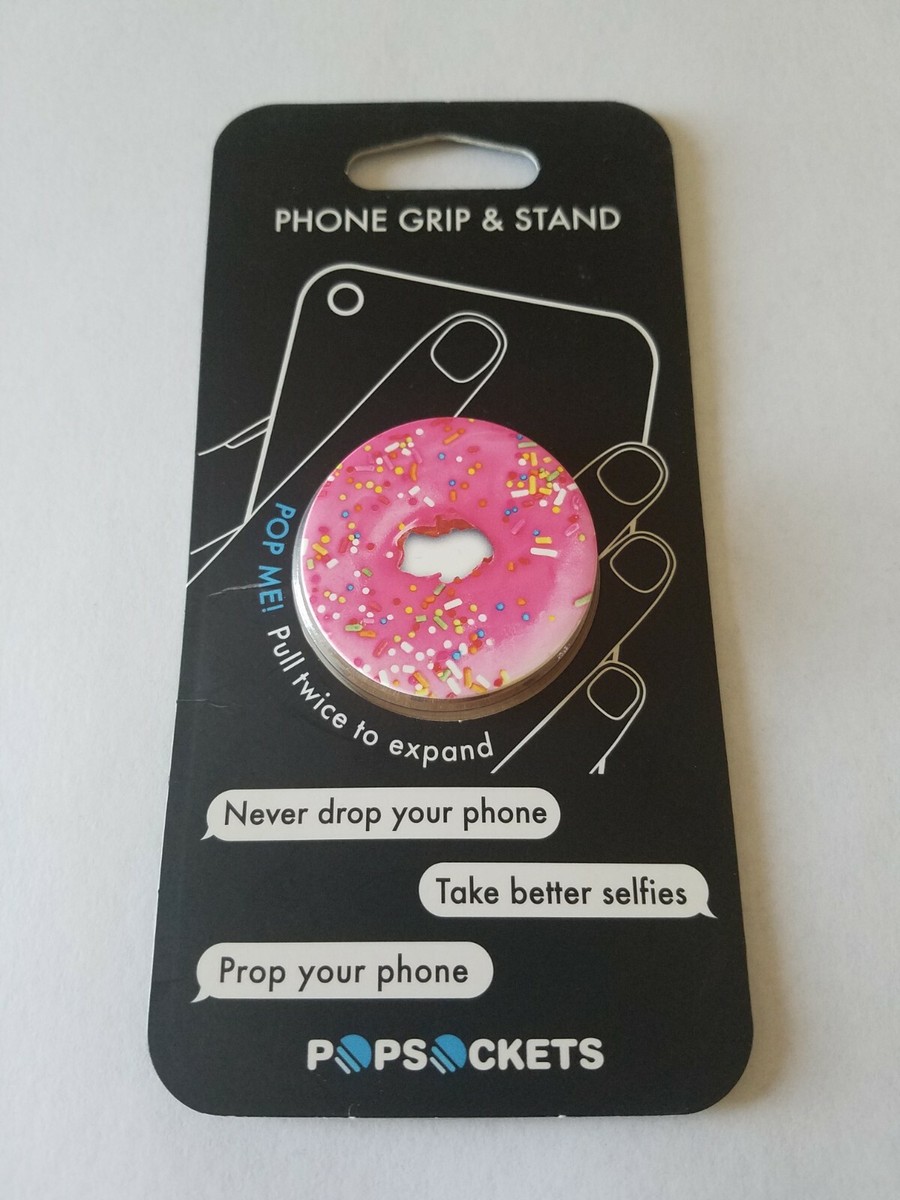 PHONE GRIP & STAND
POP ME! Pull twice to expand
Never drop your phone
Take better selfies
Prop your phone
POPSOCKETS